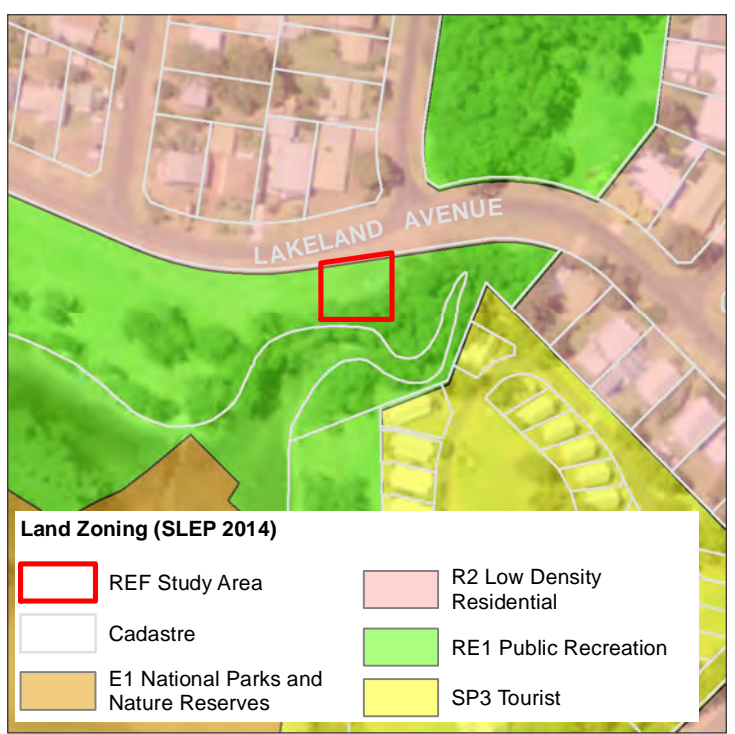 LAKELAND AVENUE
Land Zoning (SLEP 2014)
REF Study Area
Cadastre
E1 National Parks and
Nature Reserves
R2 Low Density
Residential
RE1 Public Recreation
SP3 Tourist